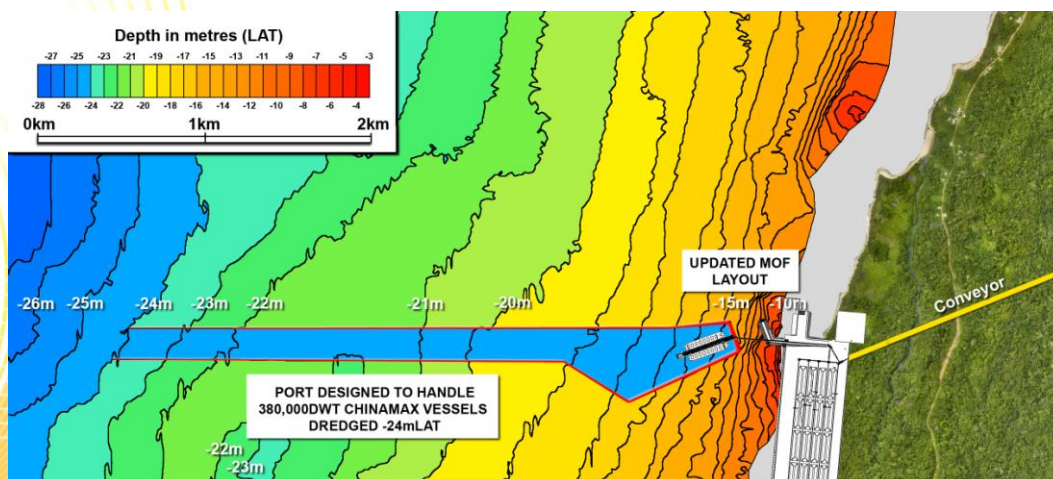 Depth in metres (LAT)
-27 -25 -23 -21 -19 -17 -15 -13 -11 -9 -7 -5 -3
-28 -26 -24 -22 -20 -18 -16 -14 -12 -10 -8 -6 -4
0km 1km 2km
UPDATED MOF
LAYOUT
-26m -25m -24m -23m -22m -21m -20m -15m -10m
Conveyor
PORT DESIGNED TO HANDLE
380,000DWT CHINAMAX VESSELS
DREDGED -24mLAT
-22m
-23m